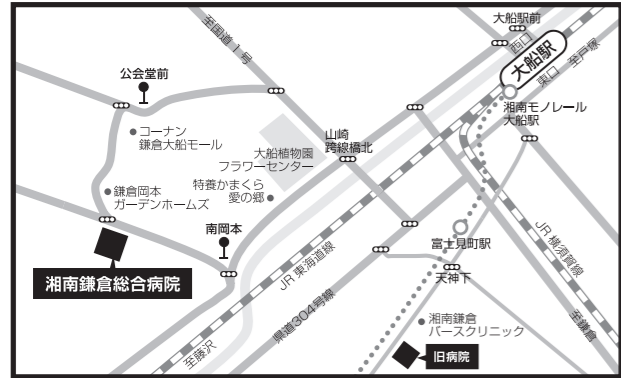 大船駅前
至国道1号
西口
大船駅
東口
至戸塚
公会堂前
湘南モノレール
大船駅
コーナン
鎌倉大船モール
山崎
跨線橋北
大船植物園
フラワーセンター
特養かまくら
愛の郷
鎌倉岡本
ガーデンホームズ
南岡本
富士見町駅
JR横須賀線
JR東海道線
天神下
湘南鎌倉総合病院
県道304号線
至鎌倉
湘南鎌倉
バースクリニック
至藤沢
旧病院